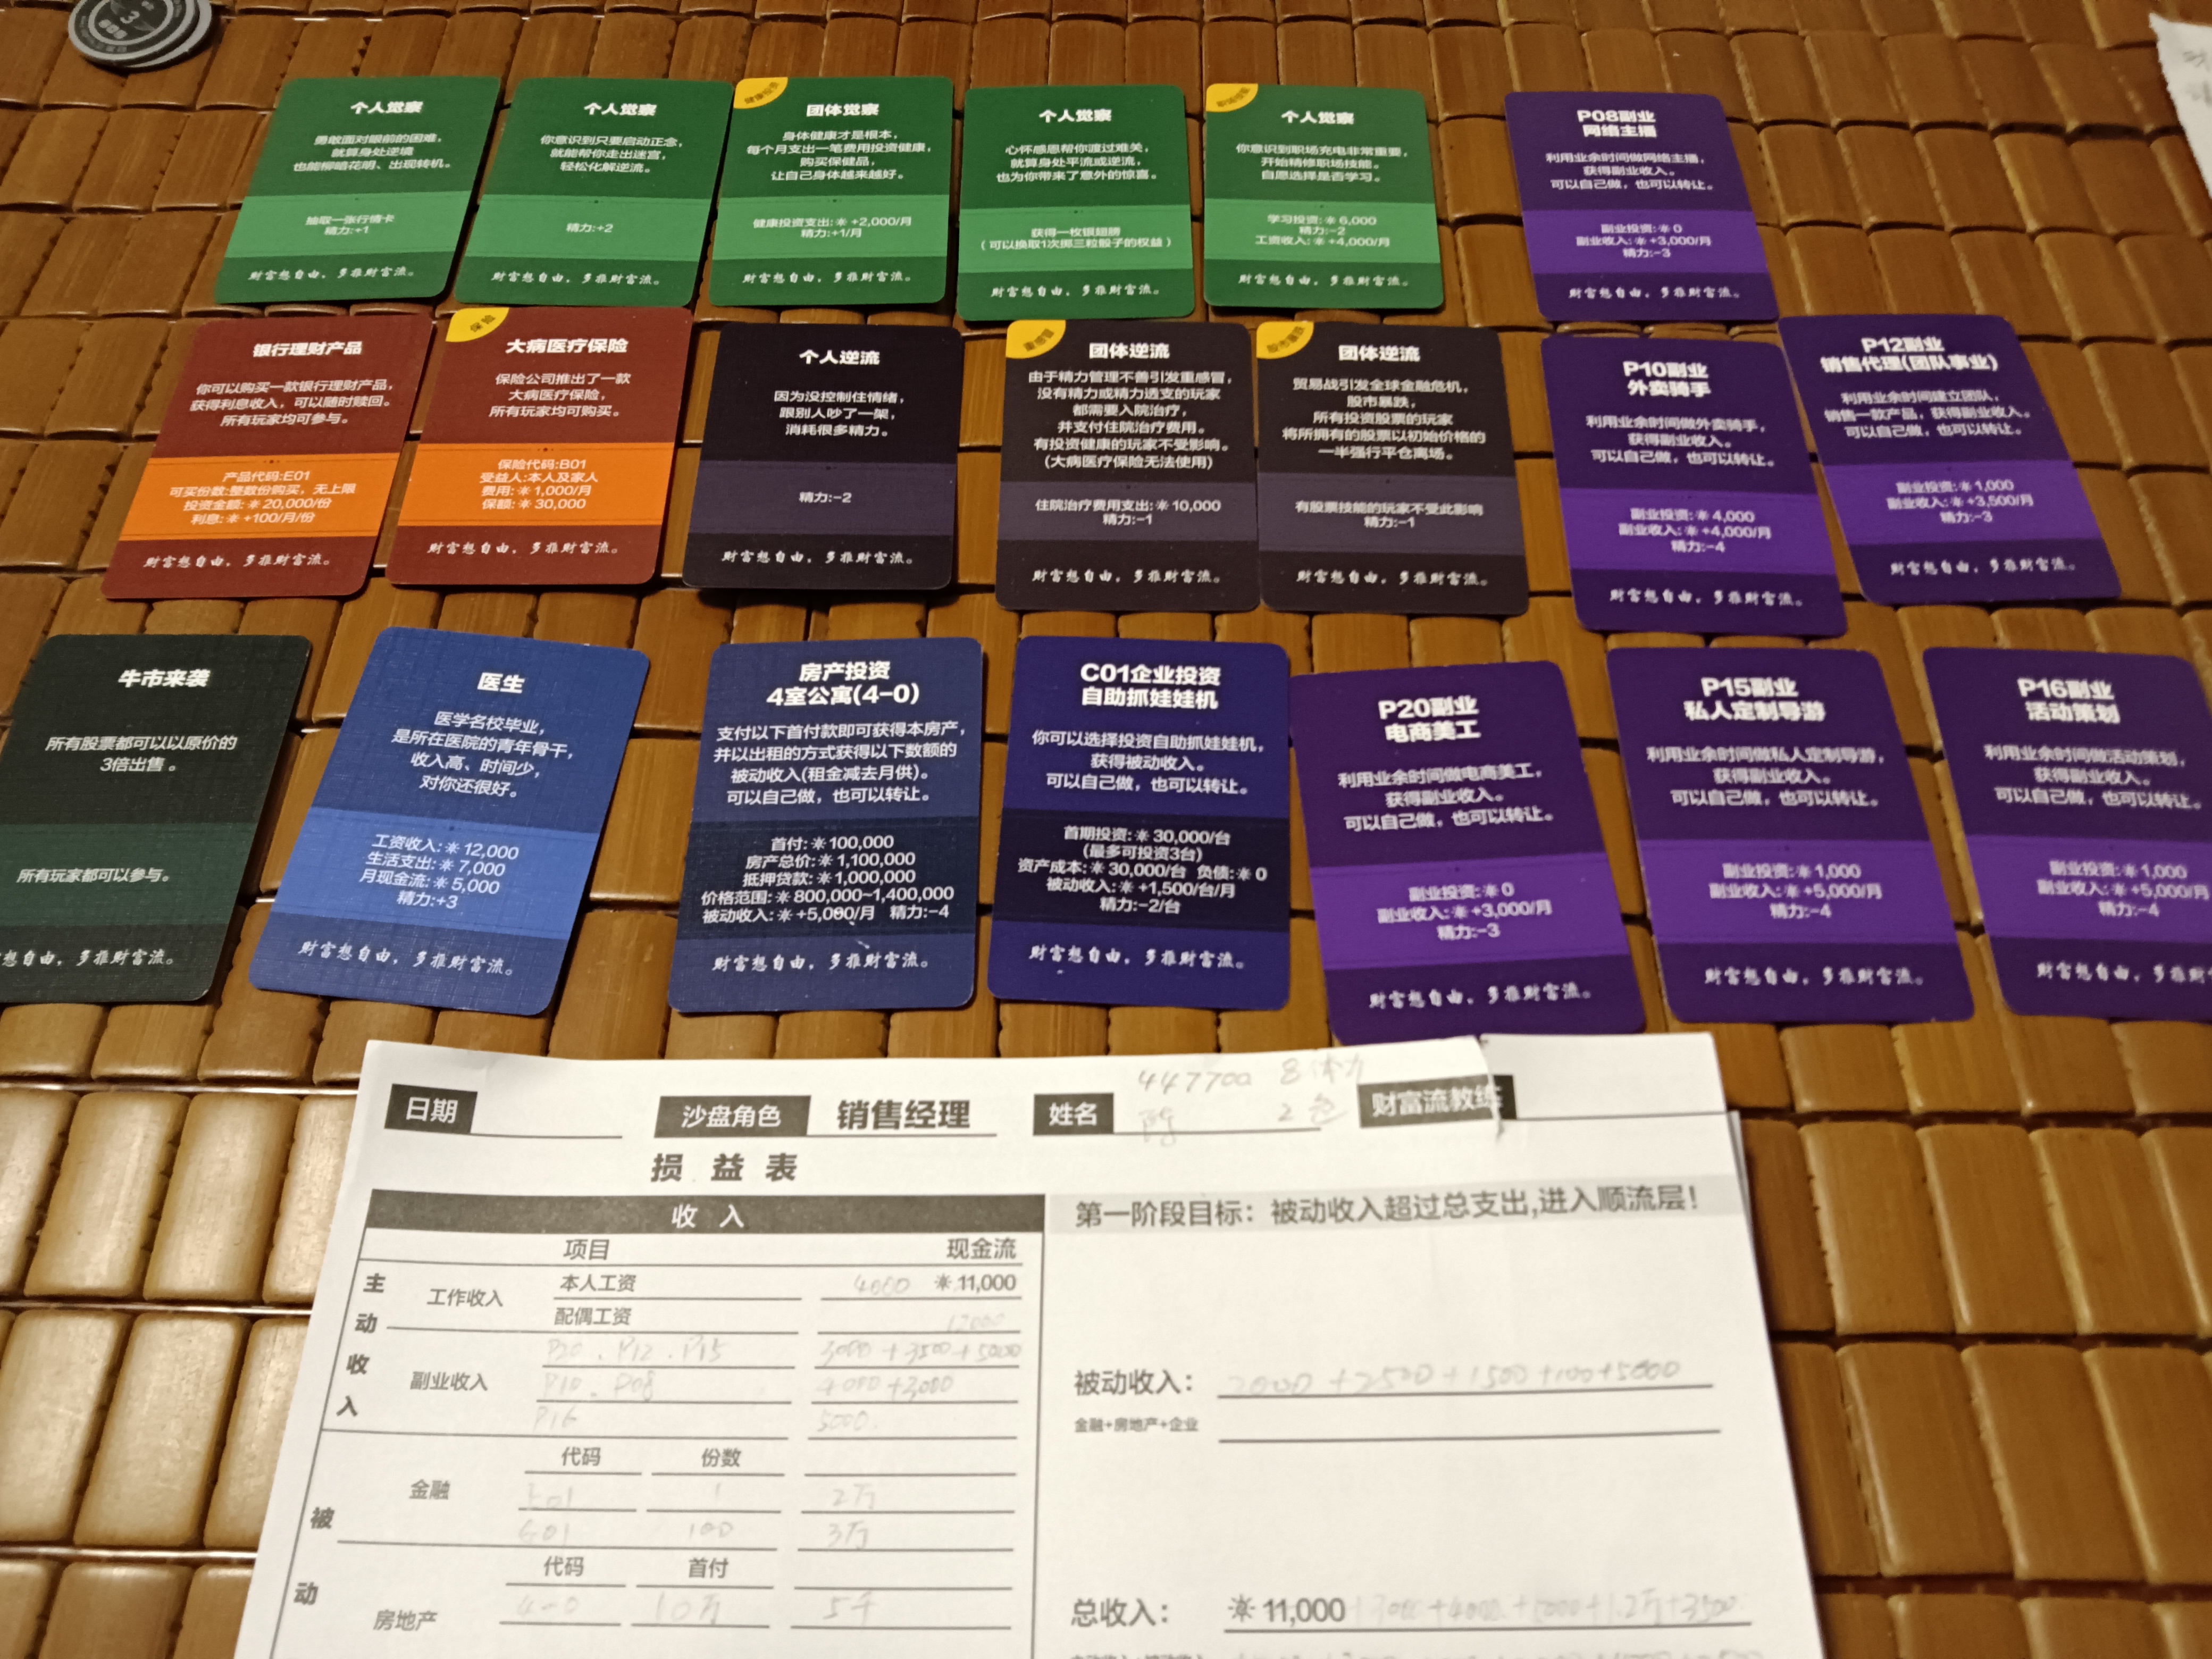 个人觉察
勇敢面对眼前的困难，
就算身处逆境
也能柳暗花明、出现转机。
抽取一张行情卡
精力:+1
财富想自由，多推财富流。
个人觉察
你意识到只要启动正念，
就能帮你走出迷宫，
轻松化解逆流。
精力:+2
财富想自由，多推财富流。
团体觉察
身体健康才是根本，
每个月支出一笔费用投资健康，
购买保健品，
让自己身体越来越好。
健康投资支出:☀+2,000/月
精力:+1/月
财富想自由，多推财富流。
个人觉察
心怀感恩帮你渡过难关，
就算身处平流或逆流，
也为你带来了意外的惊喜。
获得一枚银翅膀
(可以换取1次掷三粒骰子的权益)
财富想自由，多推财富流。
个人觉察
你意识到职场充电非常重要，
开始精修职场技能。
自愿选择是否学习。
学习投资:☀6,000
精力:-2
工资收入:☀+4,000/月
财富想自由，多推财富流。
P08副业
网络主播
利用业余时间做网络主播，
获得副业收入。
可以自己做，也可以转让。
副业投资:☀0
副业收入:☀+3,000/月
精力:-3
财富想自由，多推财富流。
银行理财产品
你可以购买一款银行理财产品，
获得利息收入，可以随时赎回。
所有玩家均可参与。
产品代码:E01
可买份数:整数份购买，无上限
投资金额:☀20,000/份
利息:☀+100/月/份
财富想自由，多推财富流。
保险
大病医疗保险
保险公司推出了一款
大病医疗保险，
所有玩家均可购买。
保险代码:B01
受益人:本人及家人
费用:☀1,000/月
保额:☀30,000
财富想自由，多推财富流。
个人逆流
因为没控制住情绪，
跟别人吵了一架，
消耗很多精力。
精力:-2
财富想自由，多推财富流。
重感冒
团体逆流
由于精力管理不善引发重感冒，
没有精力或精力透支的玩家
都需要入院治疗，
并支付住院治疗费用。
有投资健康的玩家不受影响。
(大病医疗保险无法使用)
住院治疗费用支出:☀10,000
精力:-1
财富想自由，多推财富流。
股市暴跌
团体逆流
贸易战引发全球金融危机，
股市暴跌，
所有投资股票的玩家
将所拥有的股票以初始价格的
一半强行平仓离场。
有股票技能的玩家不受此影响
精力:-1
财富想自由，多推财富流。
P10副业
外卖骑手
利用业余时间做外卖骑手，
获得副业收入。
可以自己做，也可以转让。
副业投资:☀4,000
副业收入:☀+4,000/月
精力:-4
财富想自由，多推财富流。
P12副业
销售代理(团队事业)
利用业余时间建立团队，
销售一款产品，获得副业收入。
可以自己做，也可以转让。
副业投资:☀1,000
副业收入:☀+3,500/月
精力:-3
财富想自由，多推财富流。
牛市来袭
所有股票都可以以原价的
3倍出售。
所有玩家都可以参与。
想自由，多推财富流。
医生
医学名校毕业，
是所在医院的青年骨干，
收入高、时间少，
对你还很好。
工资收入:☀12,000
生活支出:☀7,000
月现金流:☀5,000
精力:+3
财富想自由，多推财富流。
房产投资
4室公寓(4-0)
支付以下首付款即可获得本房产，
并以出租的方式获得以下数额的
被动收入(租金减去月供)。
可以自己做，也可以转让。
首付:☀100,000
房产总价:☀1,100,000
抵押贷款:☀1,000,000
价格范围:☀800,000~1,400,000
被动收入:☀+5,000/月 精力:-4
财富想自由，多推财富流。
C01企业投资
自助抓娃娃机
你可以选择投资自助抓娃娃机，
获得被动收入。
可以自己做，也可以转让。
首期投资:☀30,000/台
(最多可投资3台)
资产成本:☀30,000/台 负债:☀0
被动收入:☀+1,500/台/月
精力:-2/台
财富想自由，多推财富流。
P20副业
电商美工
利用业余时间做电商美工，
获得副业收入。
可以自己做，也可以转让。
副业投资:☀0
副业收入:☀+3,000/月
精力:-3
财富想自由，多推财富流。
P15副业
私人定制导游
利用业余时间做私人定制导游，
获得副业收入。
可以自己做，也可以转让。
副业投资:☀1,000
副业收入:☀+5,000/月
精力:-4
财富想自由，多推财富流。
P16副业
活动策划
利用业余时间做活动策划，
获得副业收入。
可以自己做，也可以转让。
副业投资:☀1,000
副业收入:☀+5,000/月
精力:-4
财富想自由，多推财富
447700 8体力
日期 沙盘角色 销售经理 姓名 财富流教练
损益表
收入
第一阶段目标：被动收入超过总支出,进入顺流层！
项目 现金流
主动收入
工作收入 本人工资 4000 ☀11,000
配偶工资 12000
P20、P12、P15 3000+3500+5000
副业收入 P10、P08 4000+3000
P16 5000
被动收入： 2000+2500+1500+100+5000
金融+房地产+企业
代码 份数
金融
E01 1 2万
100 3万
被动
代码 首付
房地产 4-0 10万 5千
总收入： ☀11,000+3000+4000+5000+1.2万+3500